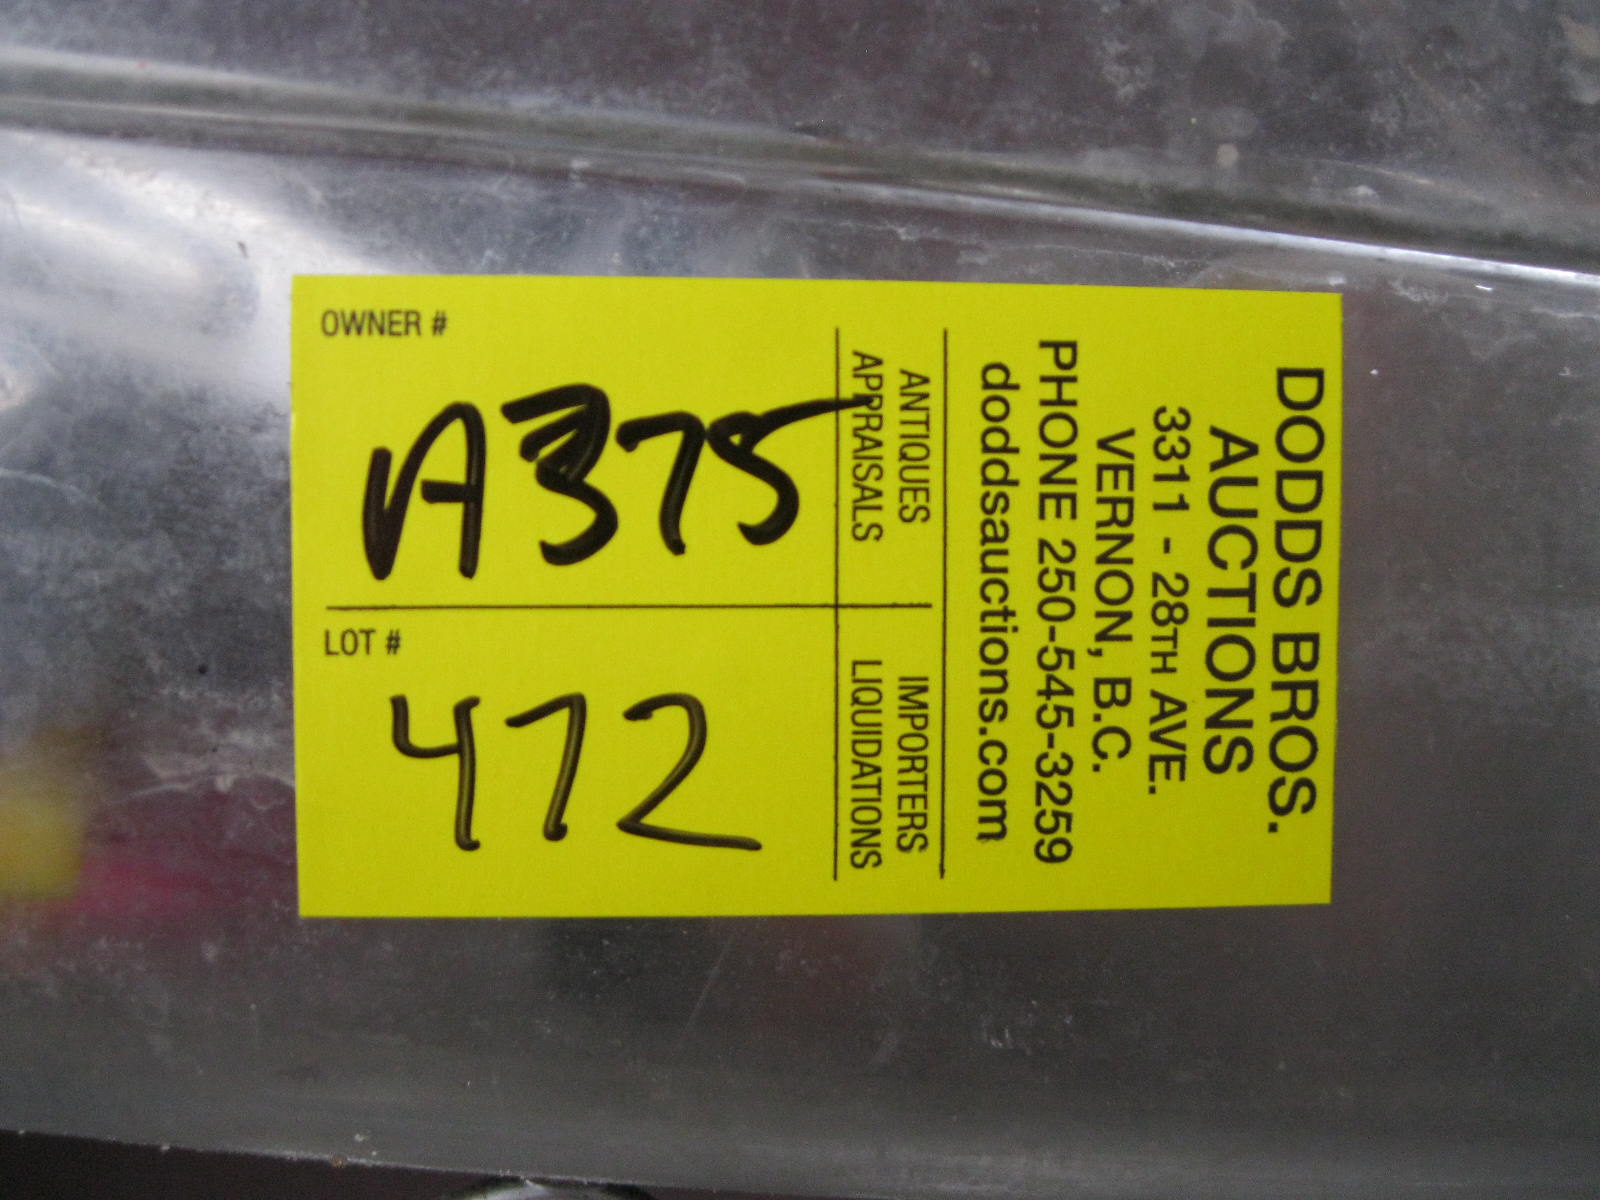 DODDS BROS.
AUCTIONS
3311 - 28TH AVE.
VERNON, B.C.
PHONE 250-545-3259
doddsauctions.com
ANTIQUES IMPORTERS
APPRAISALS LIQUIDATIONS
OWNER #
A375
LOT #
472